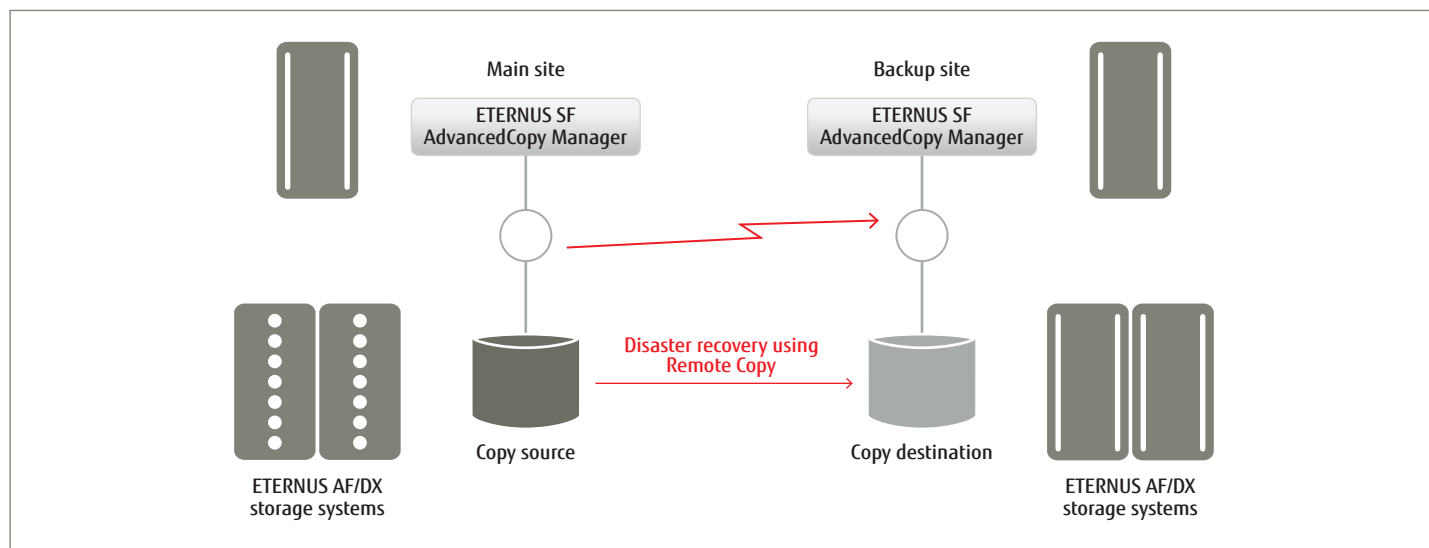 Main site
Backup site
ETERNUS SF
AdvancedCopy Manager
ETERNUS SF
AdvancedCopy Manager
Disaster recovery using
Remote Copy
Copy source
Copy destination
ETERNUS AF/DX
storage systems
ETERNUS AF/DX
storage systems